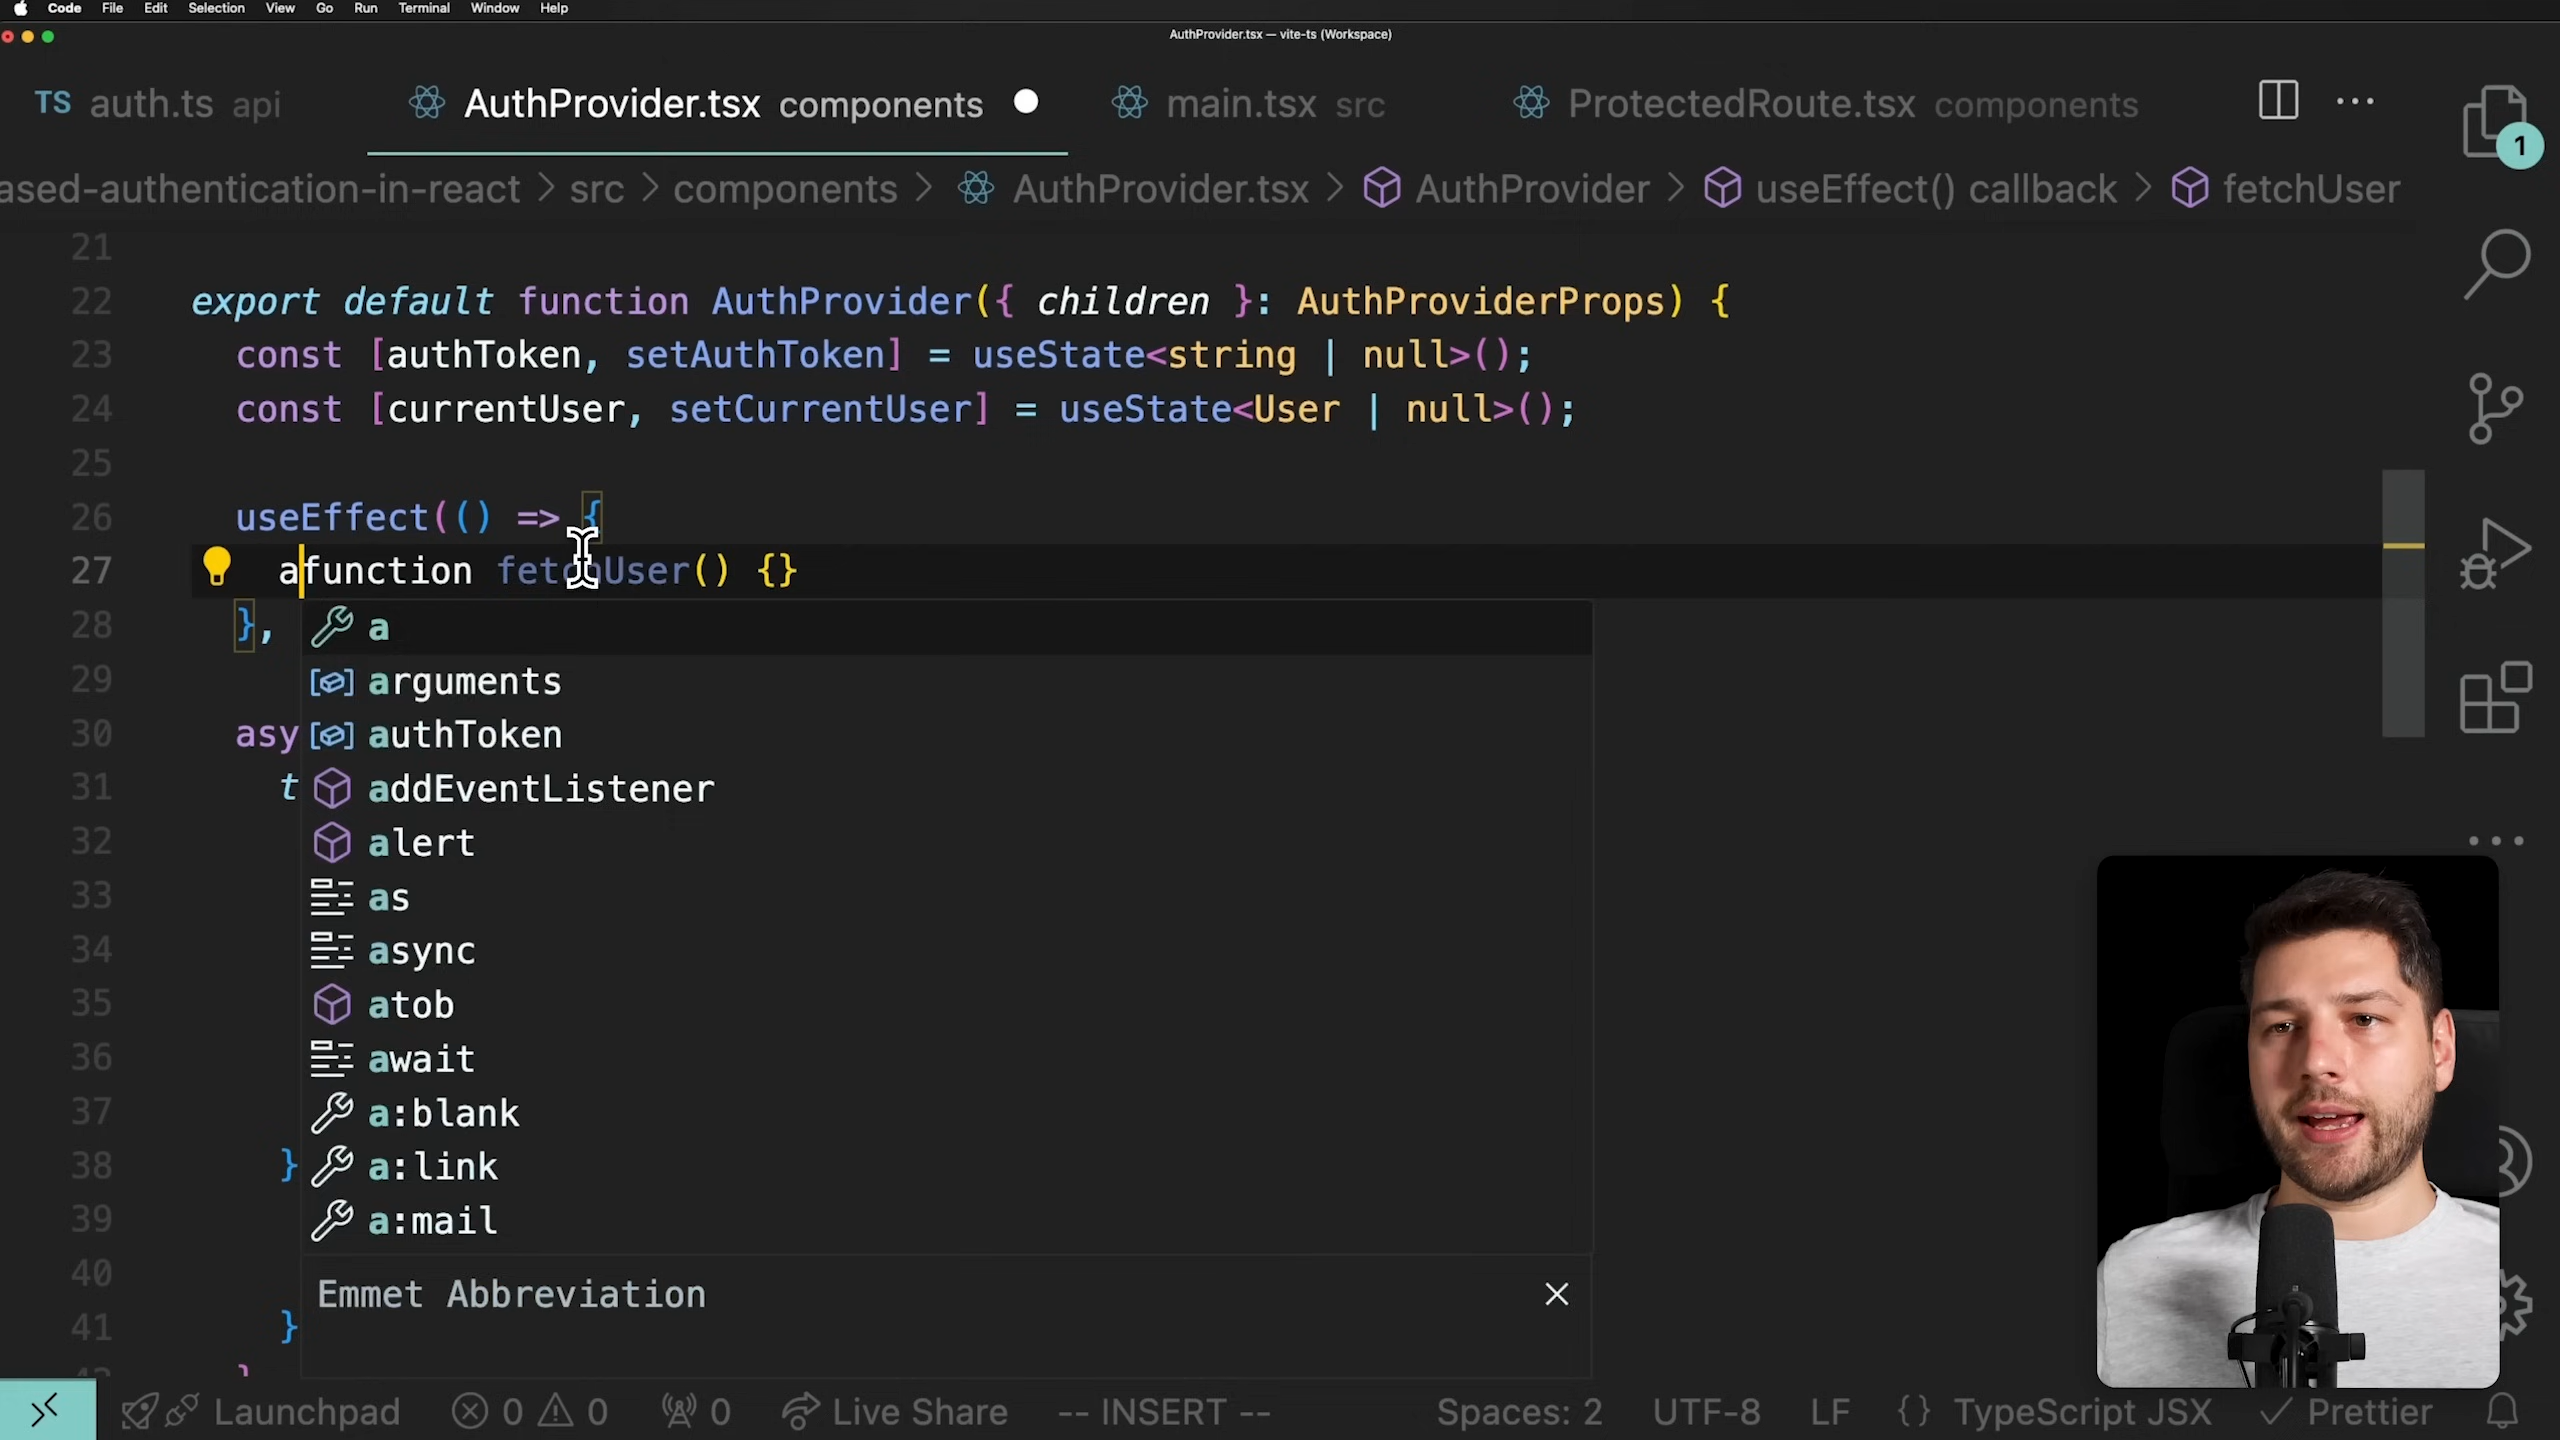 Code File Edit Selection View Go Run Terminal Window Help
AuthProvider.tsx — vite-ts (Workspace)
TS auth.ts api AuthProvider.tsx components main.tsx src ProtectedRoute.tsx components
1
ased-authentication-in-react > src > components > AuthProvider.tsx > AuthProvider > useEffect() callback > fetchUser
21
22 export default function AuthProvider({ children }: AuthProviderProps) {
23 const [authToken, setAuthToken] = useState<string | null>();
24 const [currentUser, setCurrentUser] = useState<User | null>();
25
26 useEffect(() => {
27 afunction fetchUser() {}
28 }, a
29 arguments
30 asy authToken
31 t addEventListener
32 alert
33 as
34 async
35 atob
36 await
37 a:blank
38 } a:link
39 a:mail
40 Emmet Abbreviation
41 }
Launchpad 0 0 0 Live Share -- INSERT -- Spaces: 2 UTF-8 LF {} TypeScript JSX Prettier